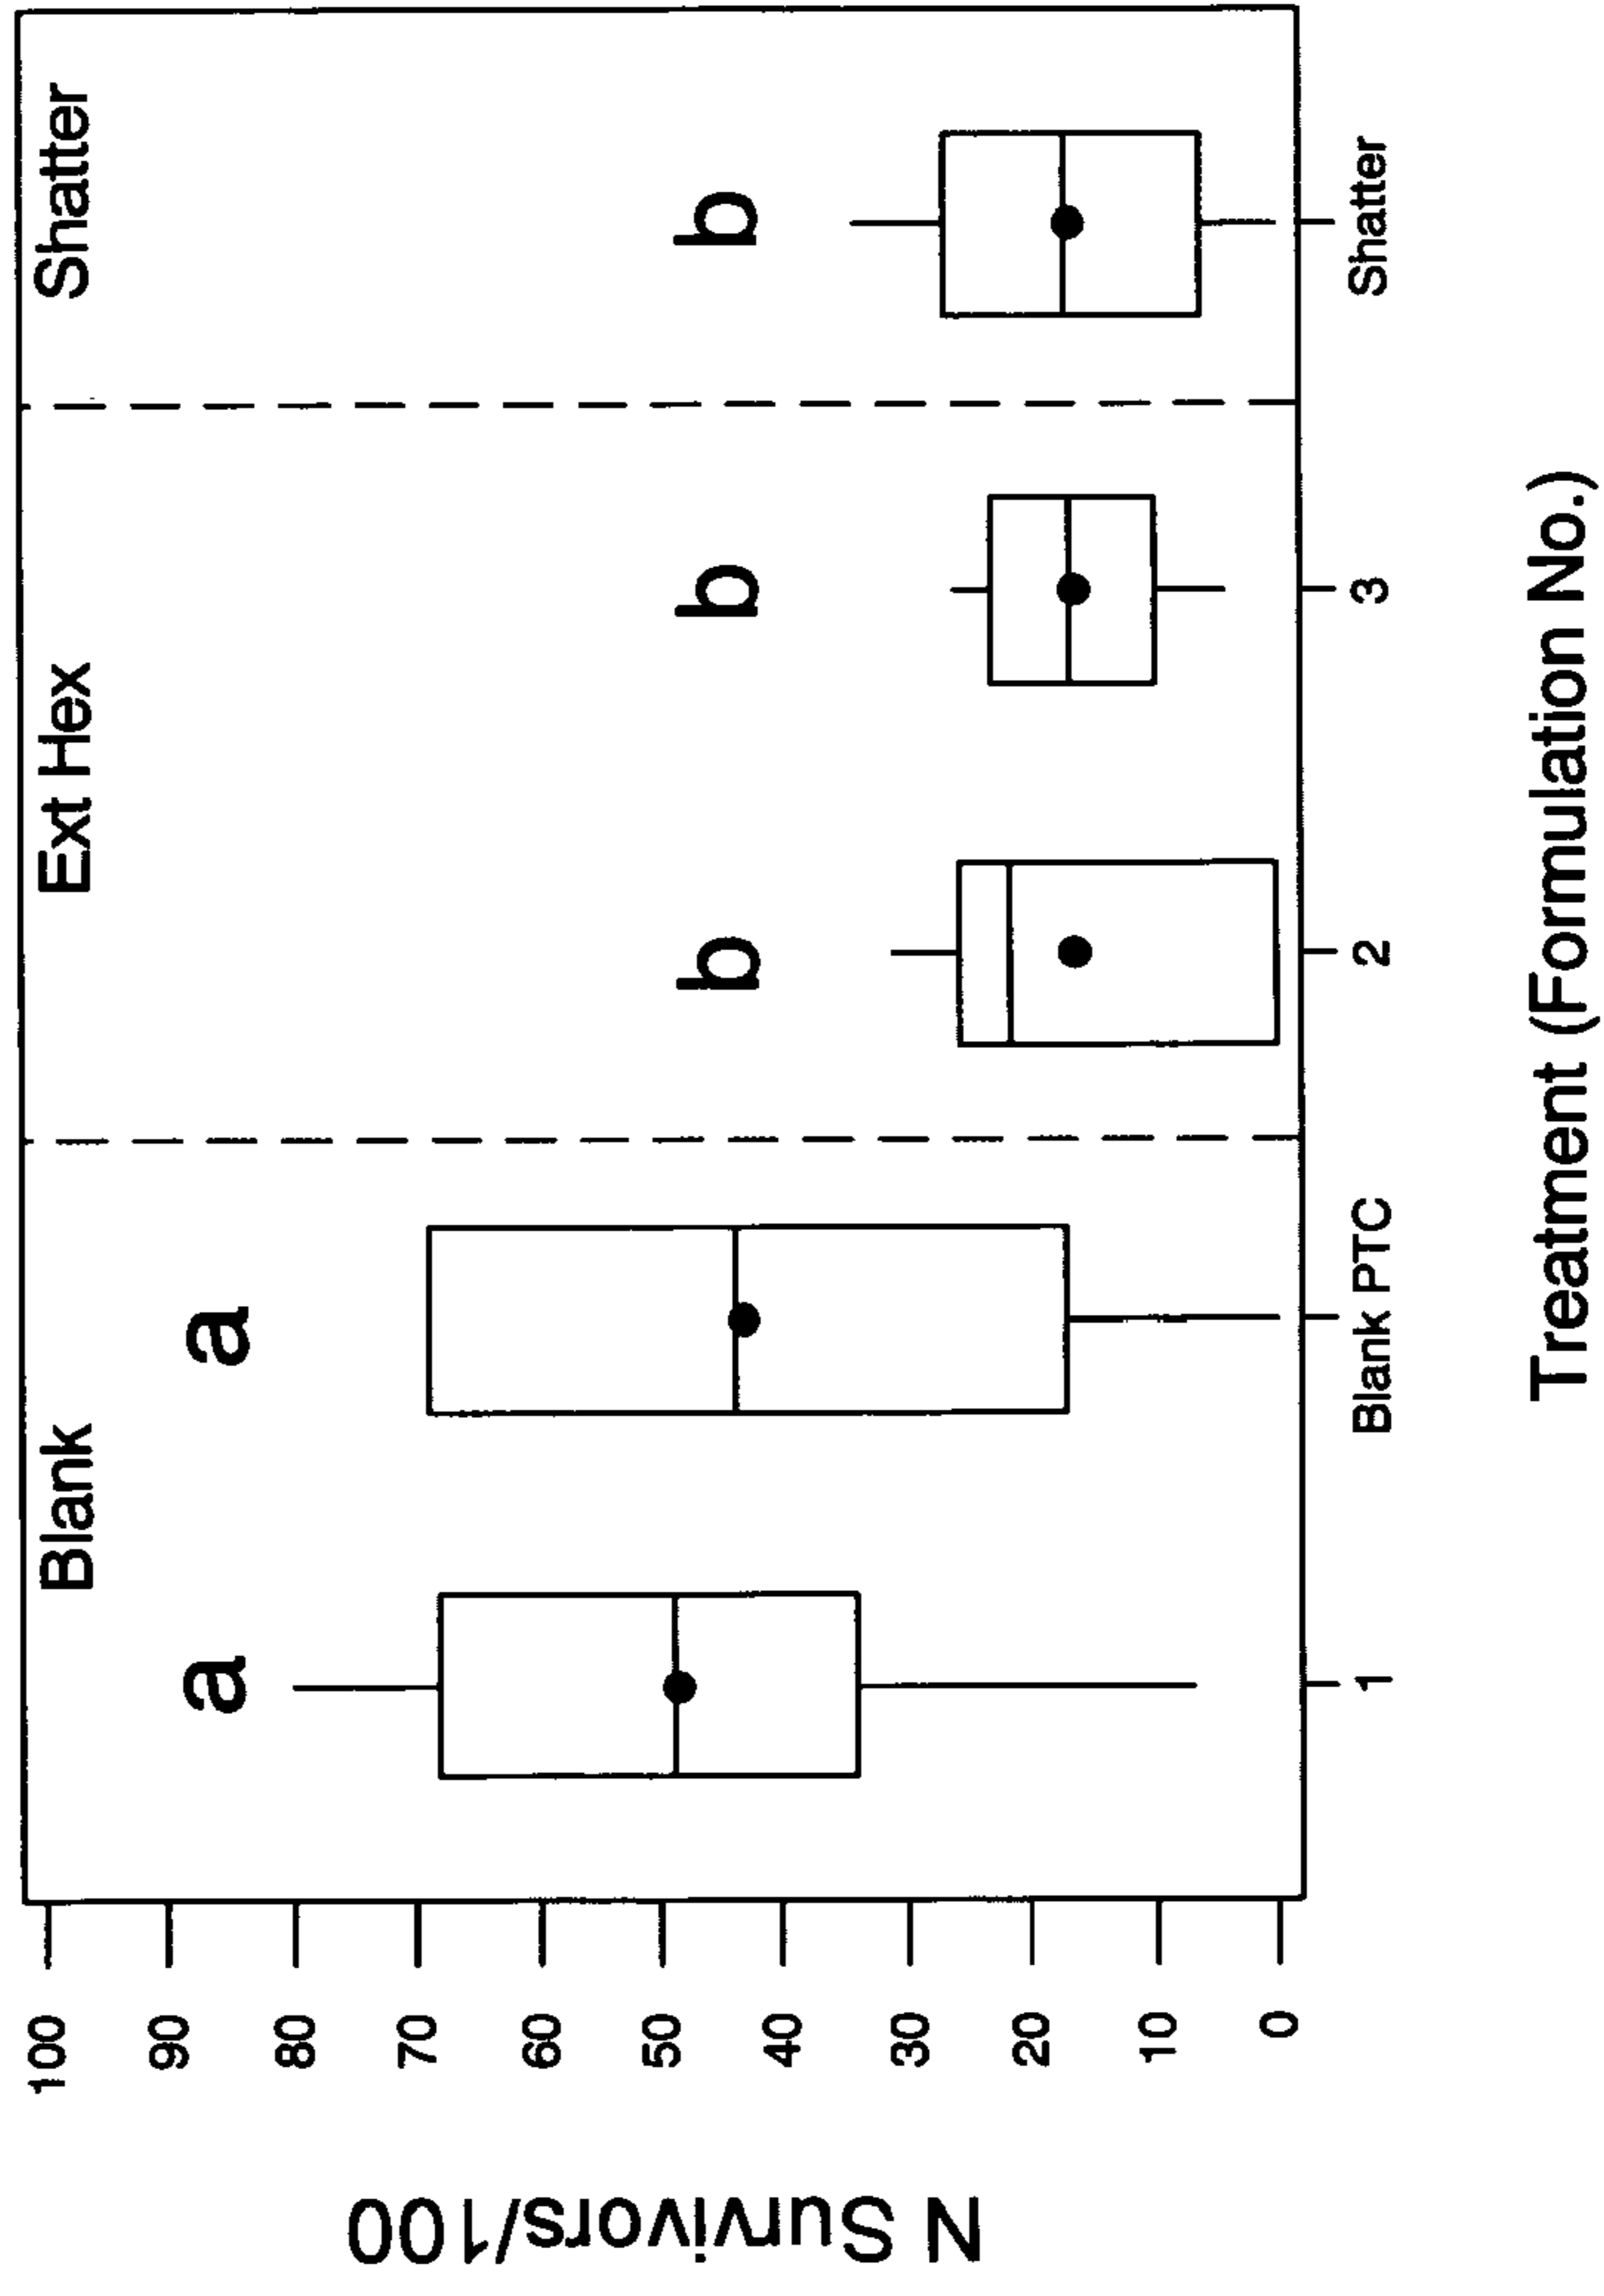 Blank
Ext Hex
Shatter
a
a
b
b
b
100
90
80
70
60
50
40
30
20
10
0
N Survivors/100
1
Blank PTC
2
3
Shatter
Treatment (Formulation No.)